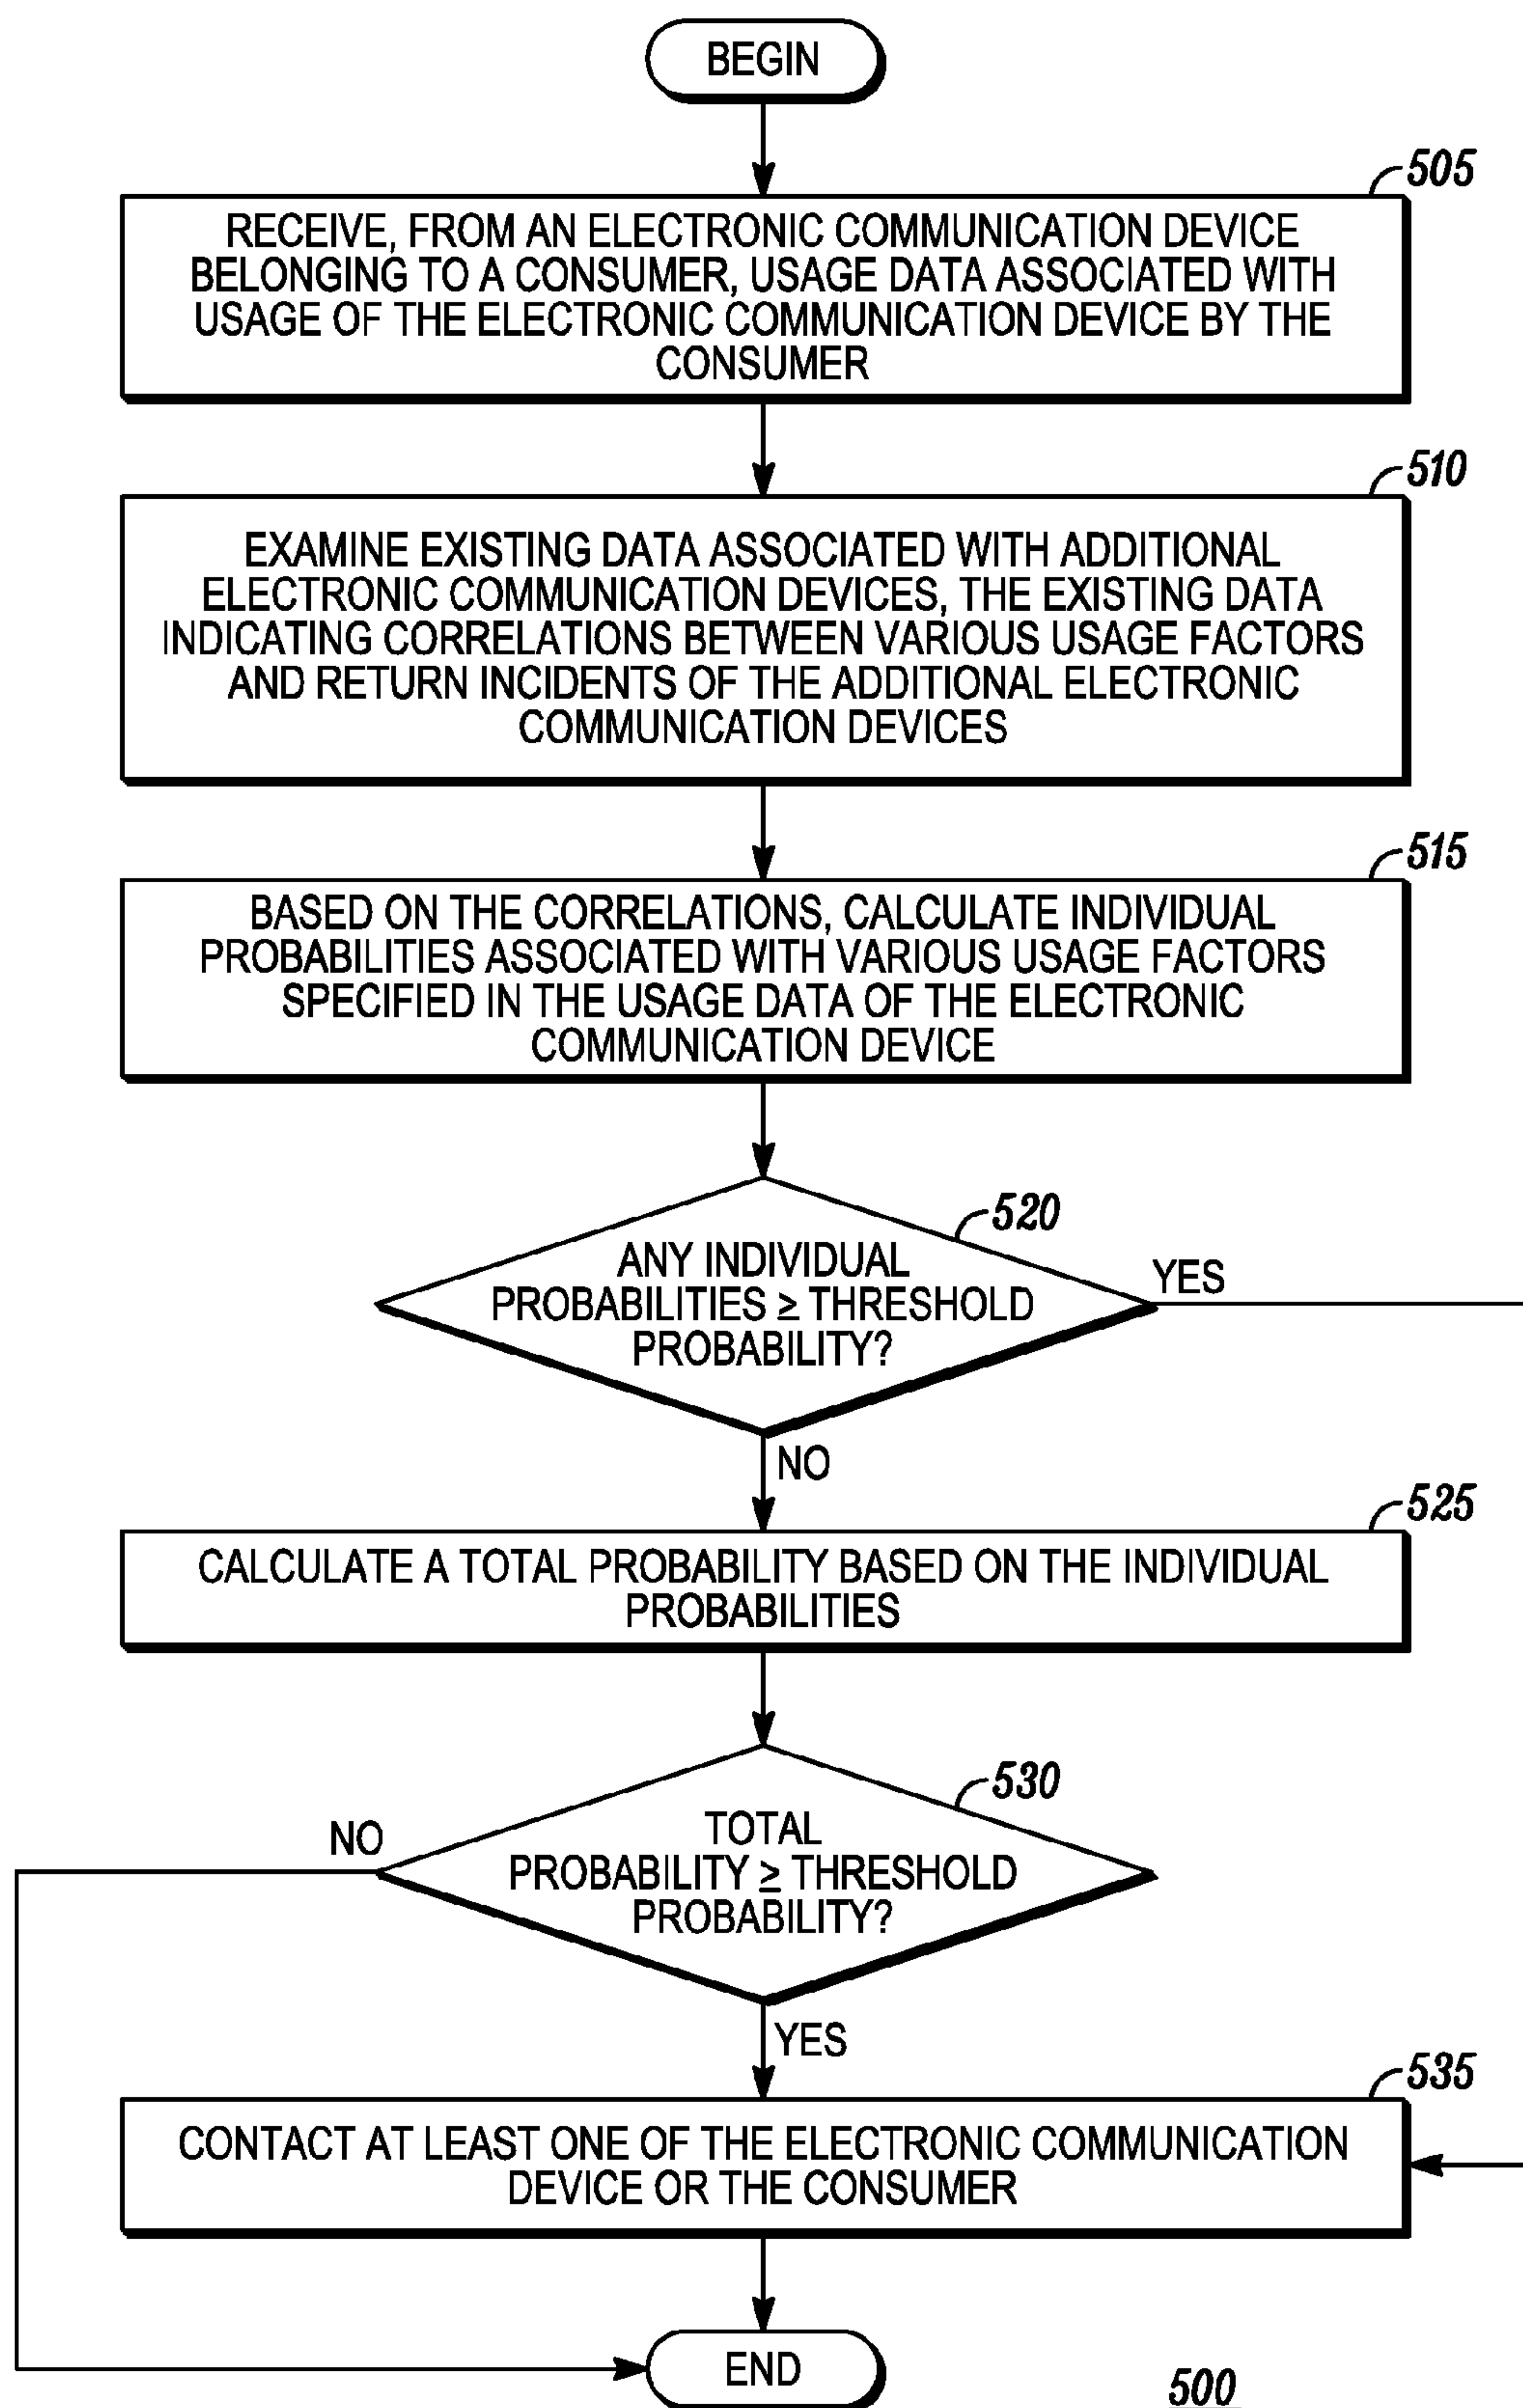 BEGIN
505
RECEIVE, FROM AN ELECTRONIC COMMUNICATION DEVICE
BELONGING TO A CONSUMER, USAGE DATA ASSOCIATED WITH
USAGE OF THE ELECTRONIC COMMUNICATION DEVICE BY THE
CONSUMER
510
EXAMINE EXISTING DATA ASSOCIATED WITH ADDITIONAL
ELECTRONIC COMMUNICATION DEVICES, THE EXISTING DATA
INDICATING CORRELATIONS BETWEEN VARIOUS USAGE FACTORS
AND RETURN INCIDENTS OF THE ADDITIONAL ELECTRONIC
COMMUNICATION DEVICES
515
BASED ON THE CORRELATIONS, CALCULATE INDIVIDUAL
PROBABILITIES ASSOCIATED WITH VARIOUS USAGE FACTORS
SPECIFIED IN THE USAGE DATA OF THE ELECTRONIC
COMMUNICATION DEVICE
520
ANY INDIVIDUAL
PROBABILITIES ≥ THRESHOLD
PROBABILITY?
YES
NO
525
CALCULATE A TOTAL PROBABILITY BASED ON THE INDIVIDUAL
PROBABILITIES
530
TOTAL
PROBABILITY ≥ THRESHOLD
PROBABILITY?
NO
YES
535
CONTACT AT LEAST ONE OF THE ELECTRONIC COMMUNICATION
DEVICE OR THE CONSUMER
END
500